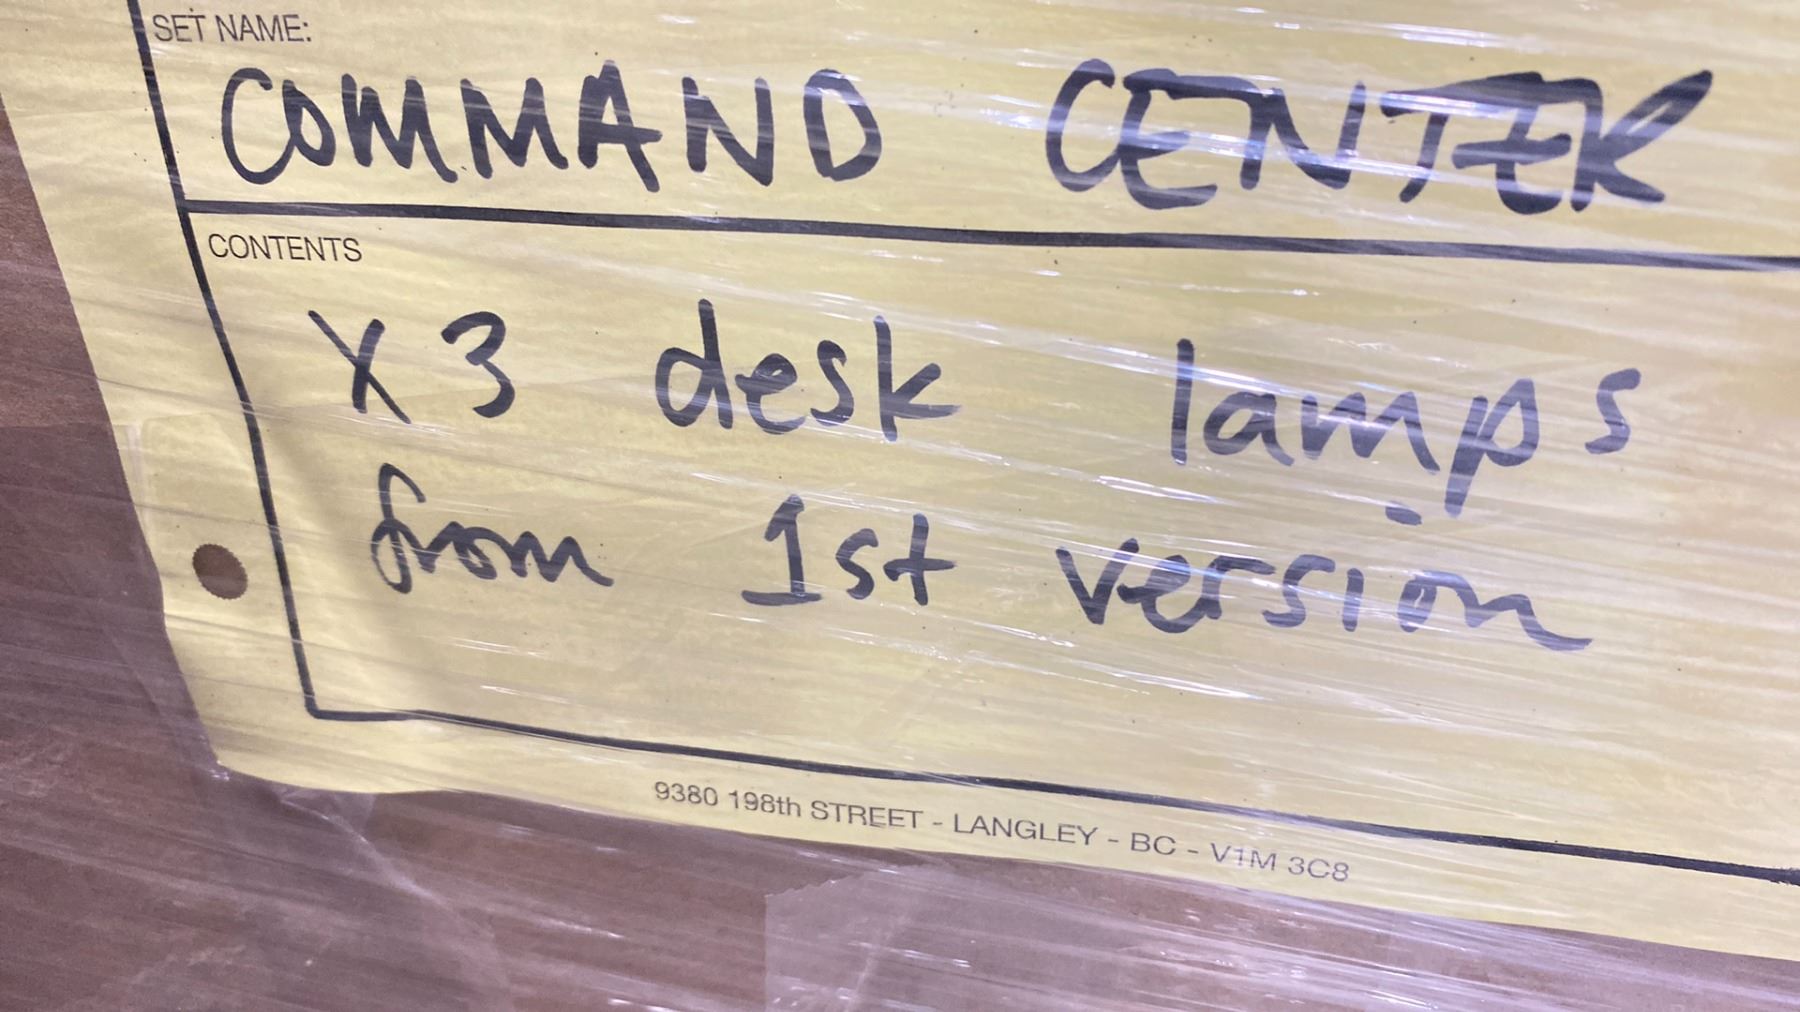 SET NAME:
COMMAND CENTER
CONTENTS
X3 desk lamps
from 1st version
9380 198th STREET - LANGLEY - BC - V1M 3C8